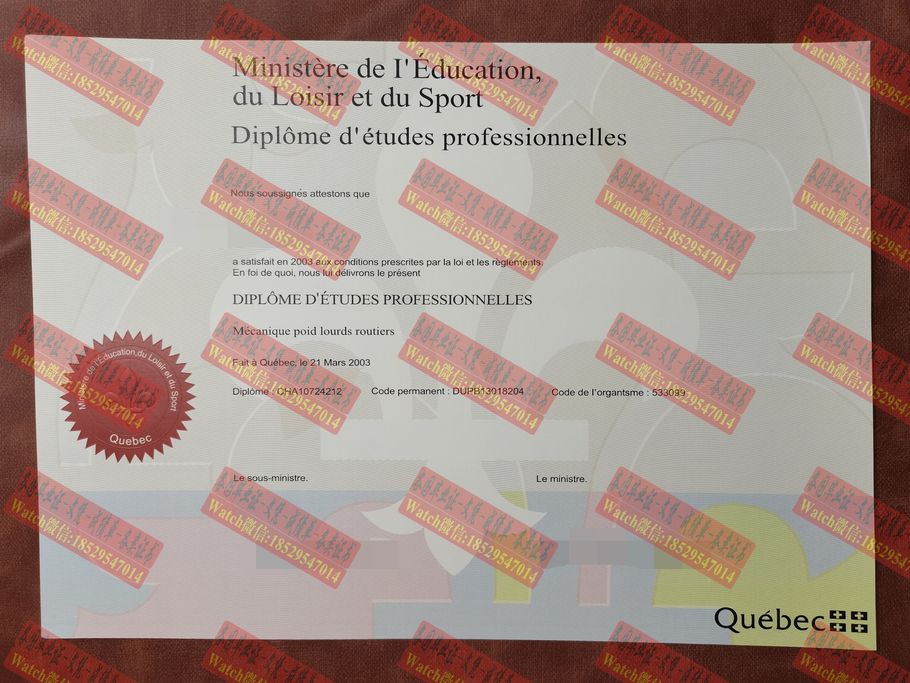 Ministère de l'Éducation,
du Loisir et du Sport
Diplôme d'études professionnelles
Nous soussignés attestons que
a satisfait en 2003 aux conditions prescrites par la loi et les règlements.
En foi de quoi, nous lui délivrons le présent
DIPLÔME D'ÉTUDES PROFESSIONNELLES
Mécanique poid lourds routiers
Fait à Québec, le 21 Mars 2003
Diplôme : CHA10724212 Code permanent : DUPB13018204 Code de l'organtsme : 533099
Ministère de l'Éducation,du Loisir et du Sport
Quebec
Le sous-ministre. Le ministre.
Québec
Watch微信:18529547014